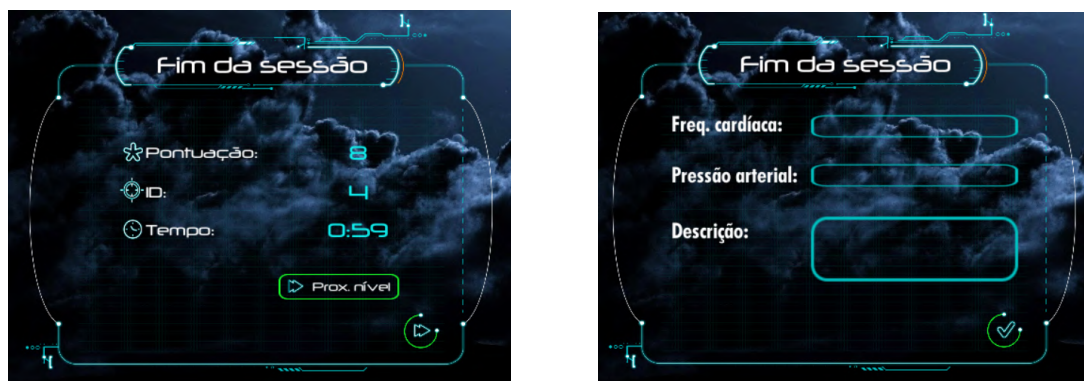 Fim da sessão
Pontuação: 8
ID: 4
Tempo: 0:59
Prox. nível
Fim da sessão
Freq. cardíaca:
Pressão arterial:
Descrição: